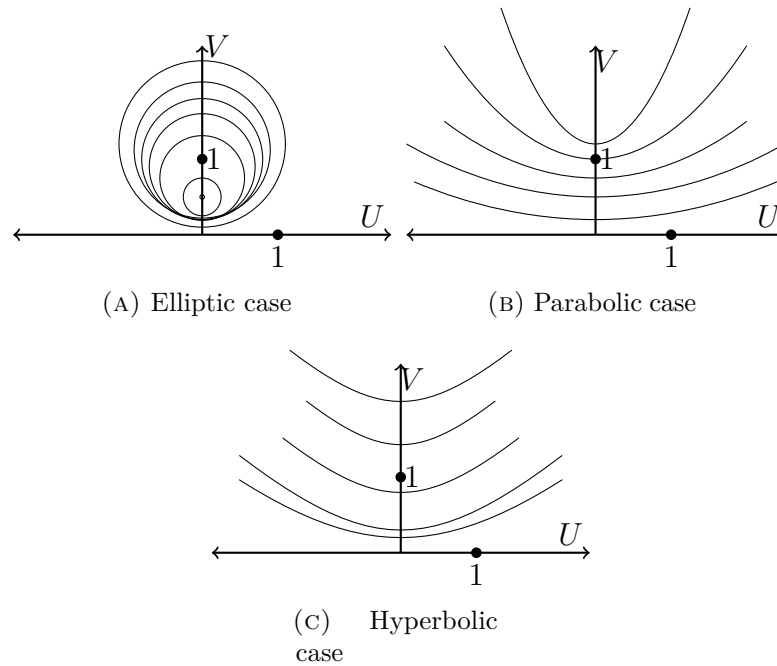 V
1
U
1
(A) Elliptic case
V
1
U
1
(B) Parabolic case
V
1
U
1
(C) Hyperbolic
case